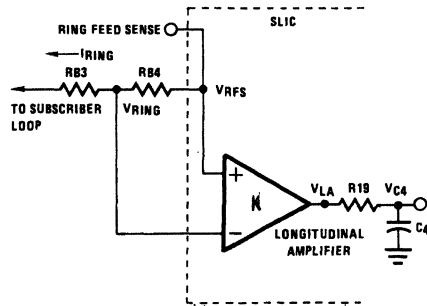 SLIC
RING FEED SENSE
IRING
RB3
RB4
TO SUBSCRIBER
LOOP
VRING
VRFS
+
K
−
VLA
R19
VC4
C4
LONGITUDINAL
AMPLIFIER